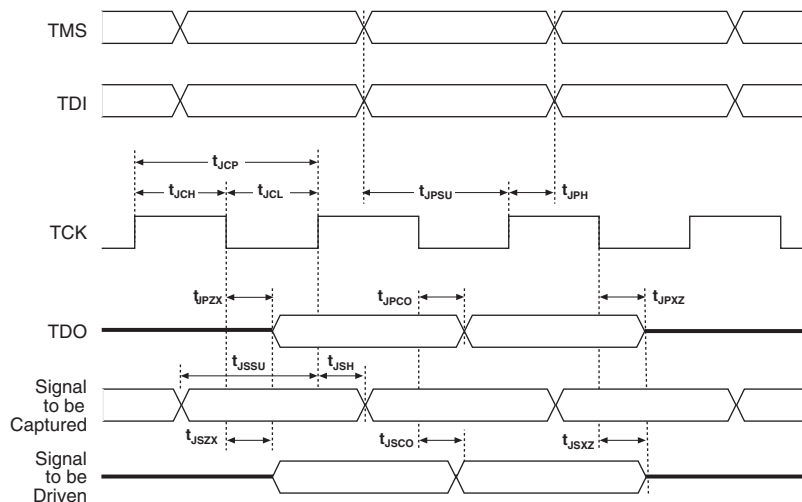 TMS
TDI
tJCP
tJCH tJCL tJPSU tJPH
TCK
tJPZX tJPCO tJPXZ
TDO
tJSSU tJSH
Signal
to be
Captured
tJSZX tJSCO tJSXZ
Signal
to be
Driven